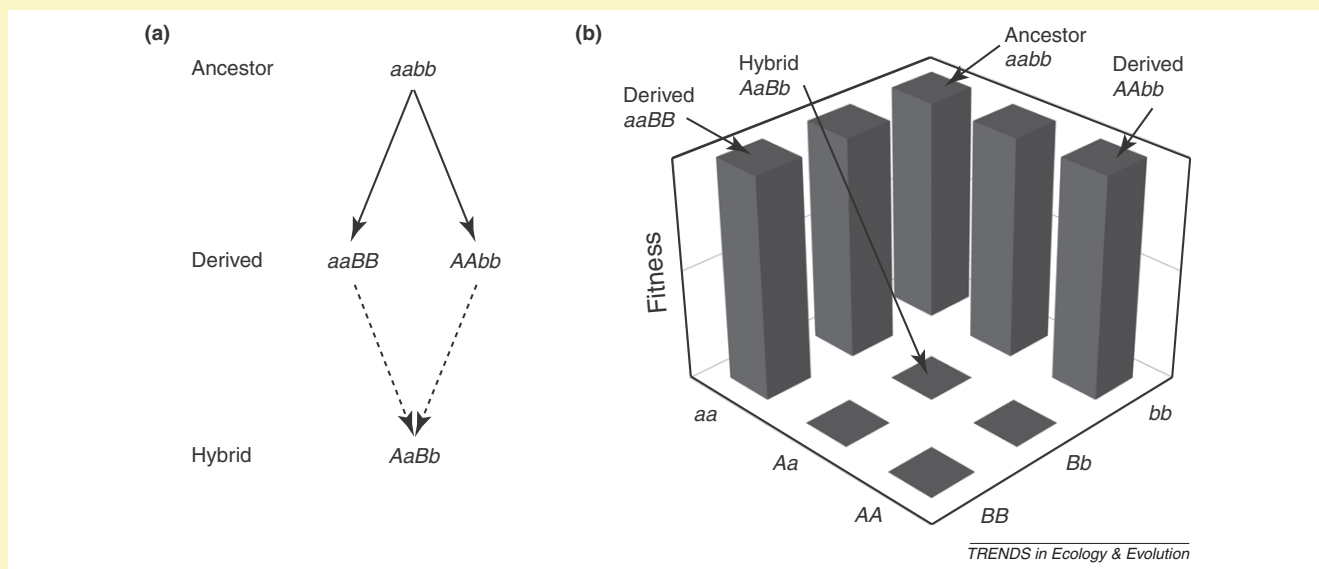 (a)
Ancestor aabb
Derived aaBB AAbb
Hybrid AaBb
(b)
Ancestor
aabb
Hybrid
AaBb
Derived
AAbb
Derived
aaBB
Fitness
aa
Aa
AA
BB
Bb
bb
TRENDS in Ecology & Evolution